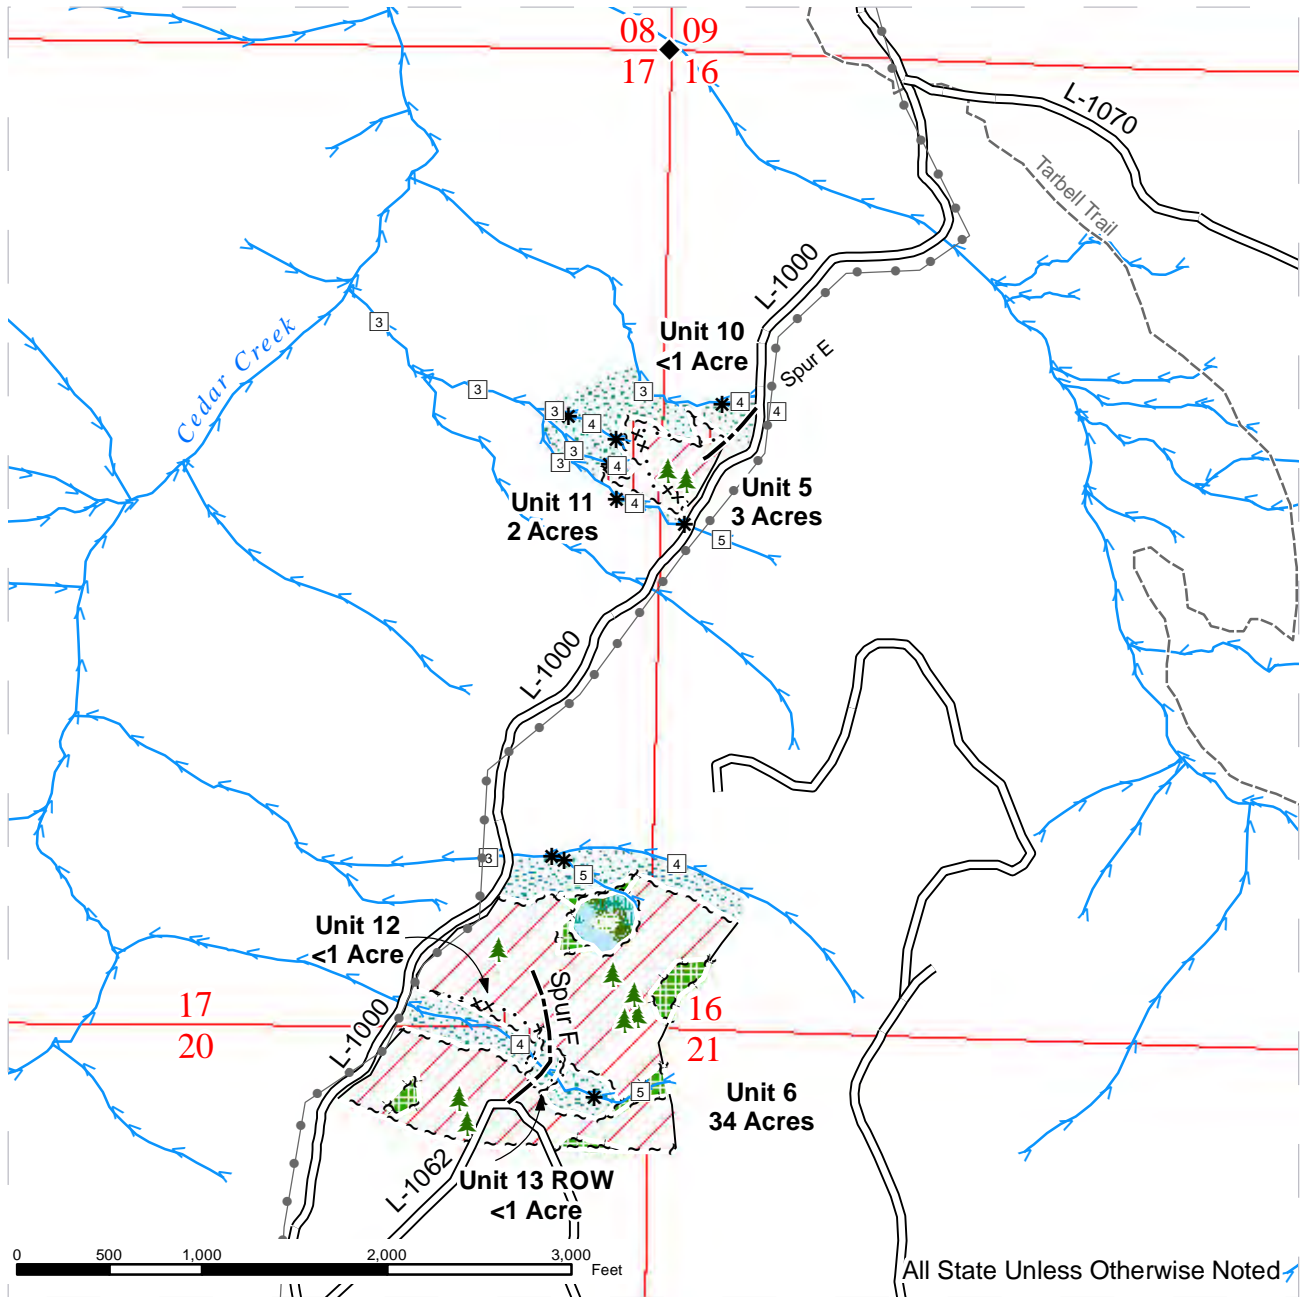 08 09
17 16
L-1070
Tarbell Trail
L-1000
Unit 10
<1 Acre
Spur E
3
Cedar Creek
3
3
4
3
4
4
3
3
4
Unit 11
2 Acres
4
Unit 5
3 Acres
5
L-1000
3
4
5
Unit 12
<1 Acre
Spur F
17
20
16
21
L-1000
4
5
Unit 6
34 Acres
L-1062
Unit 13 ROW
<1 Acre
0 500 1,000 2,000 3,000
Feet
All State Unless Otherwise Noted